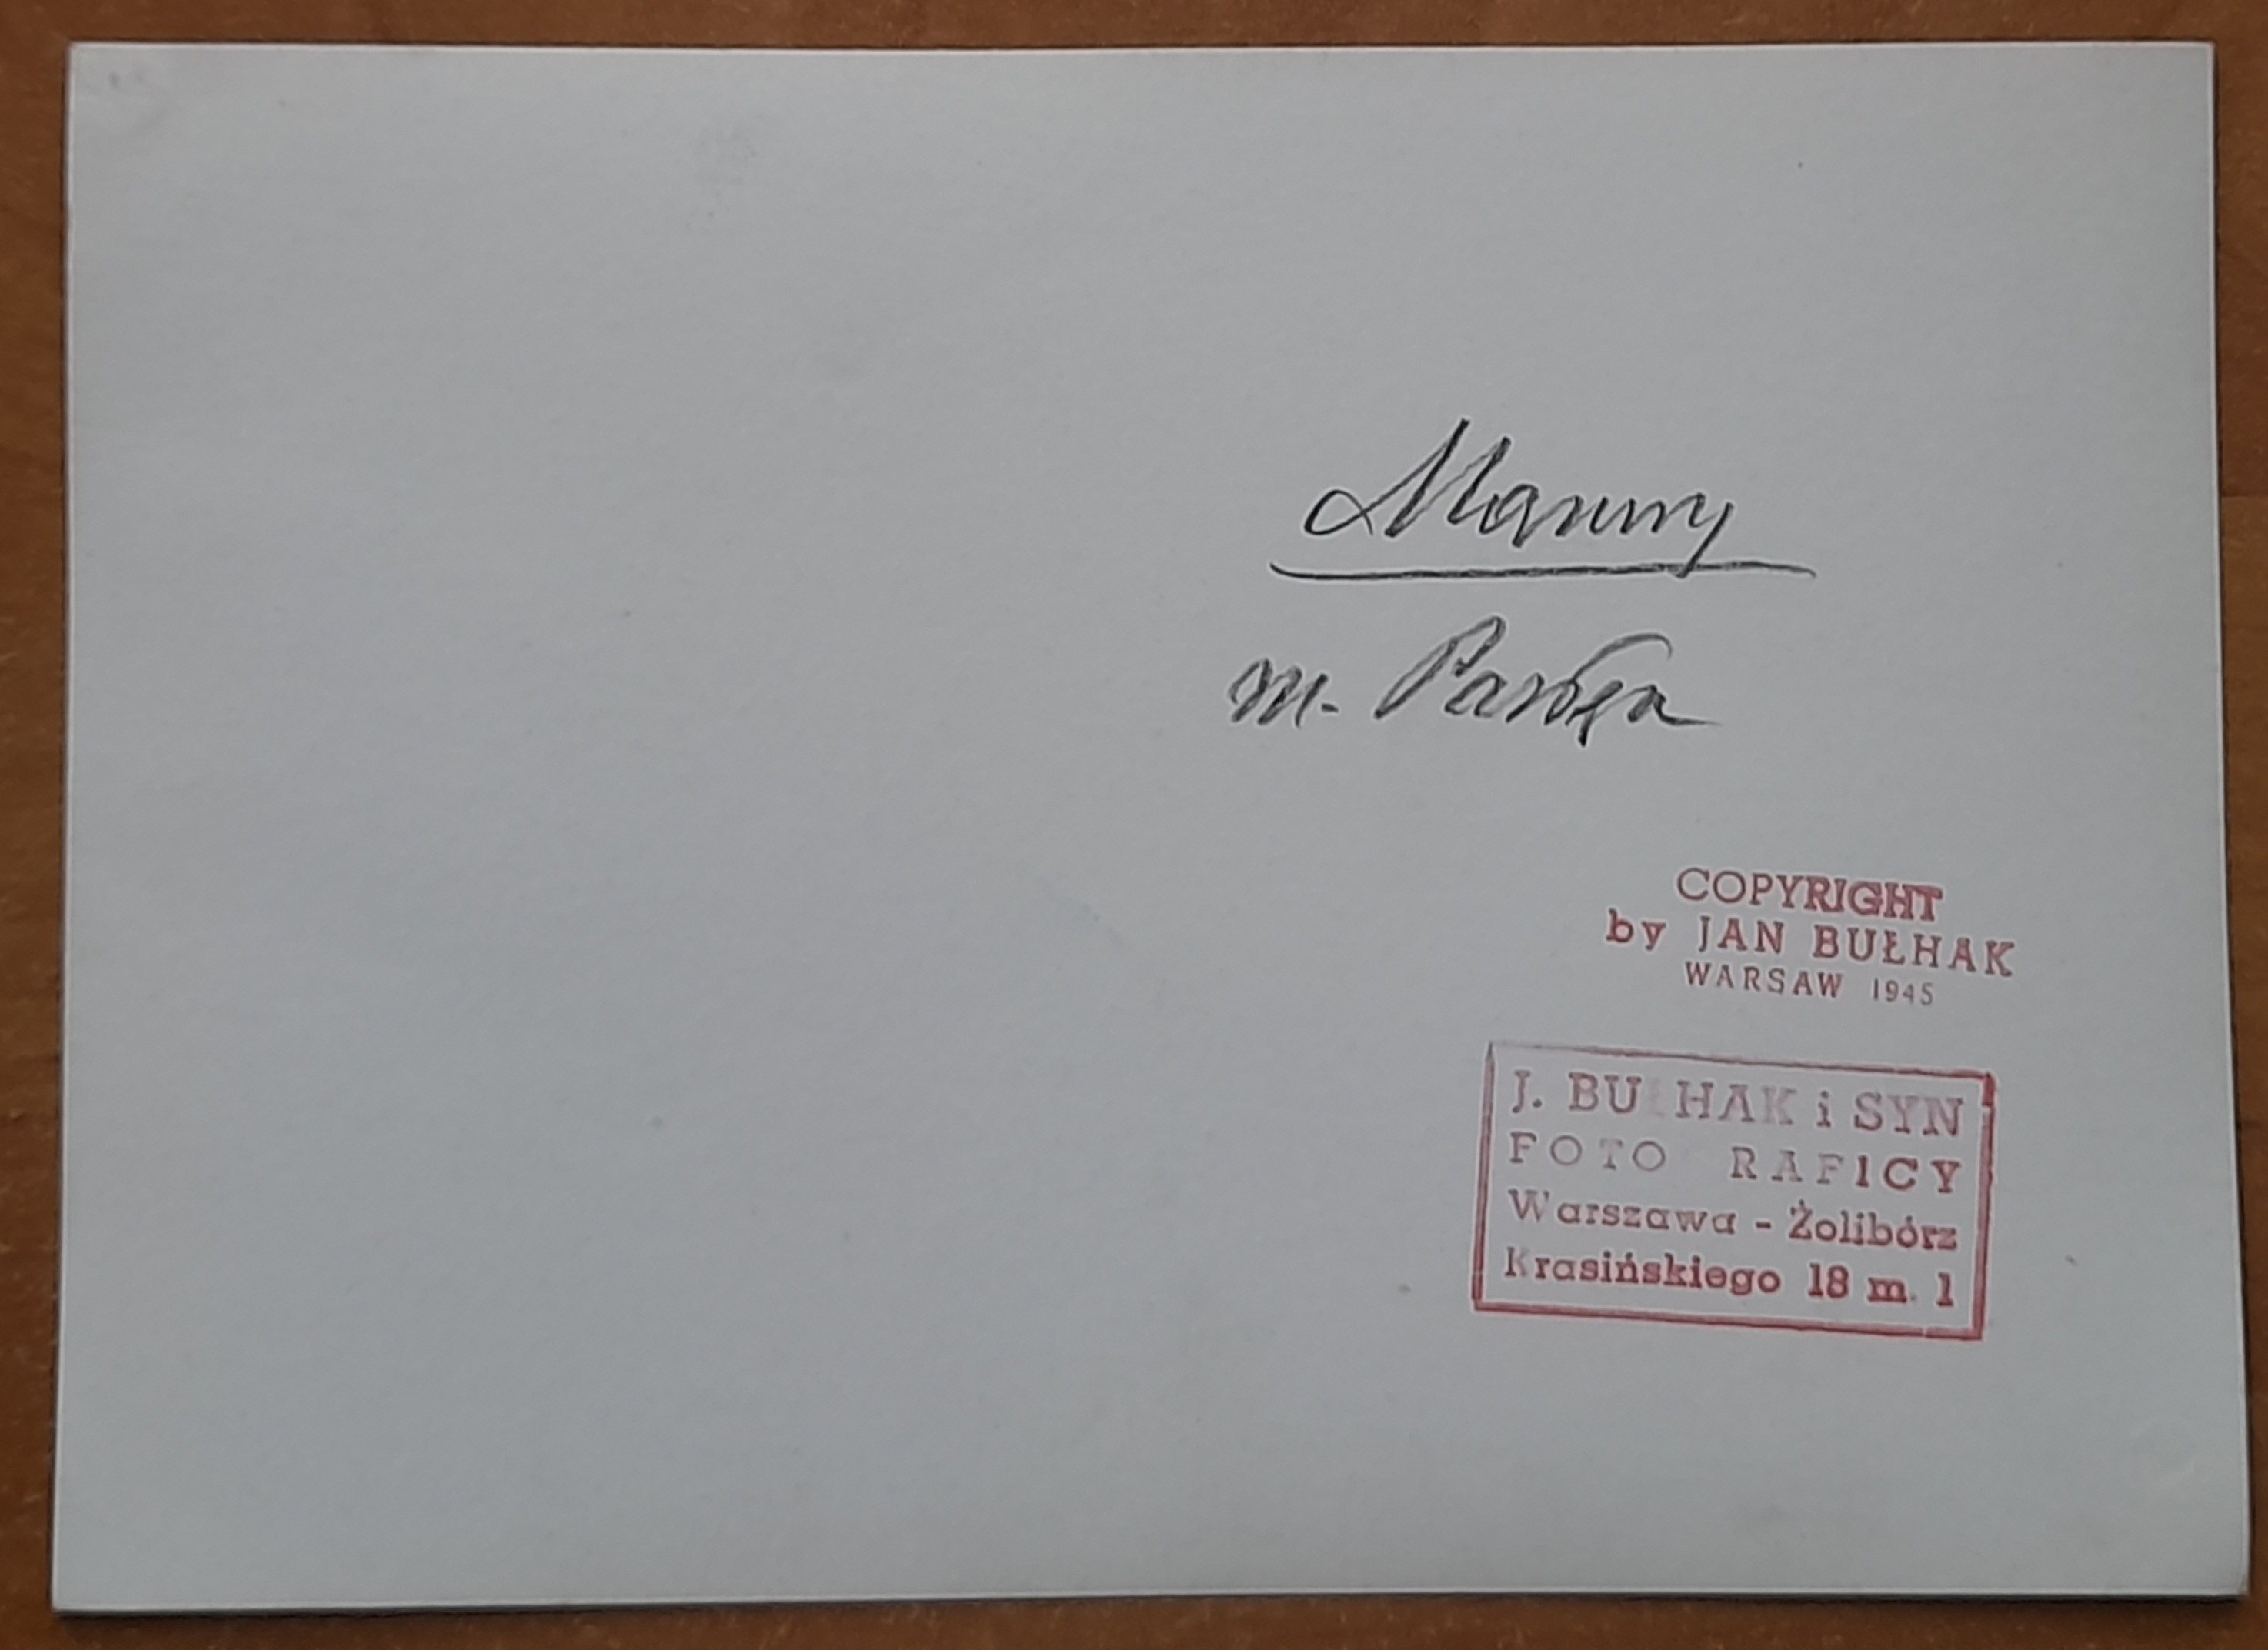 Mazury
m.
COPYRIGHT
by JAN BUŁHAK
WARSAW 1945
J. BUŁHAK i SYN
FOTO RAFICY
Warszawa - Żolibórz
Krasińskiego 18 m. 1